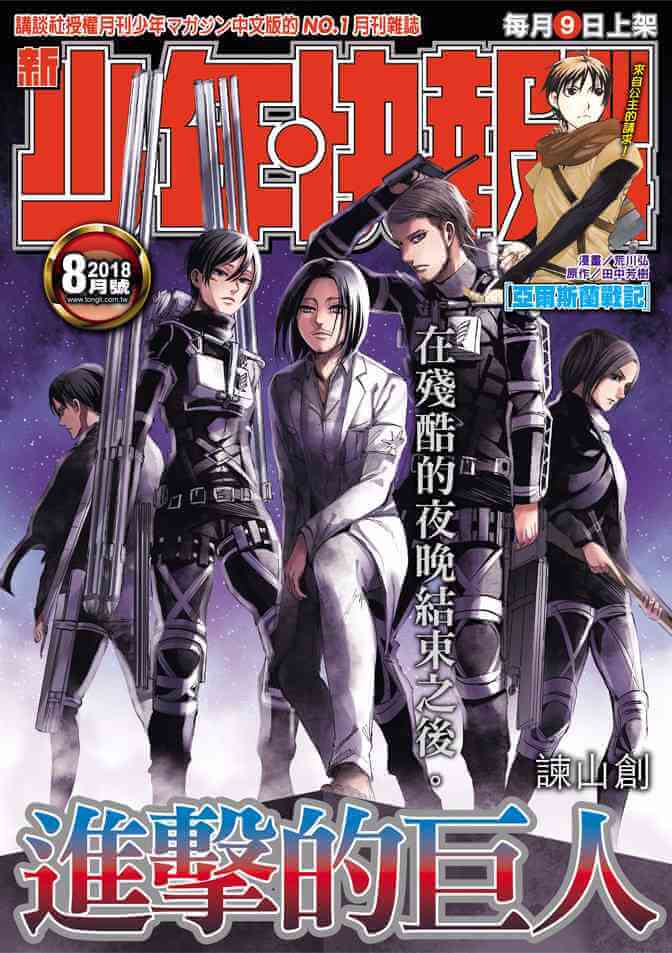 講談社授權月刊少年マガジン中文版的 NO.1 月刊雜誌
每月9日上架
新
少年快報
來自公主的請求！
漫畫／荒川弘
原作／田中芳樹
[亞爾斯蘭戰記]
2018
8月號
www.tongli.com.tw
在殘酷的夜晚結束之後。
諫山創
進擊的巨人